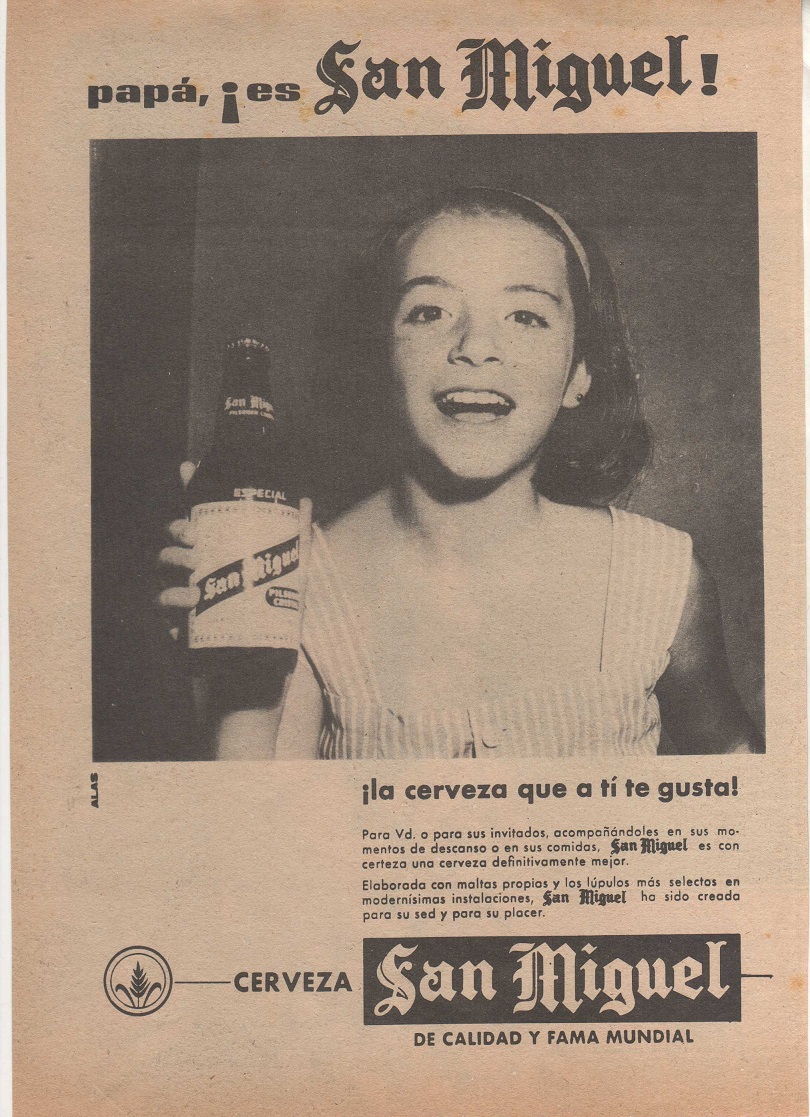 papá, ¡es San Miguel!
San Miguel
ESPECIAL
San Miguel
¡la cerveza que a tí te gusta!
Para Vd. o para sus invitados, acompañándoles en sus mo-
mentos de descanso o en sus comidas, San Miguel es con
certeza una cerveza definitivamente mejor.
Elaborada con maltas propias y los lúpulos más selectos en
modernísimas instalaciones, San Miguel ha sido creada
para su sed y para su placer.
ALAS
CERVEZA San Miguel
DE CALIDAD Y FAMA MUNDIAL